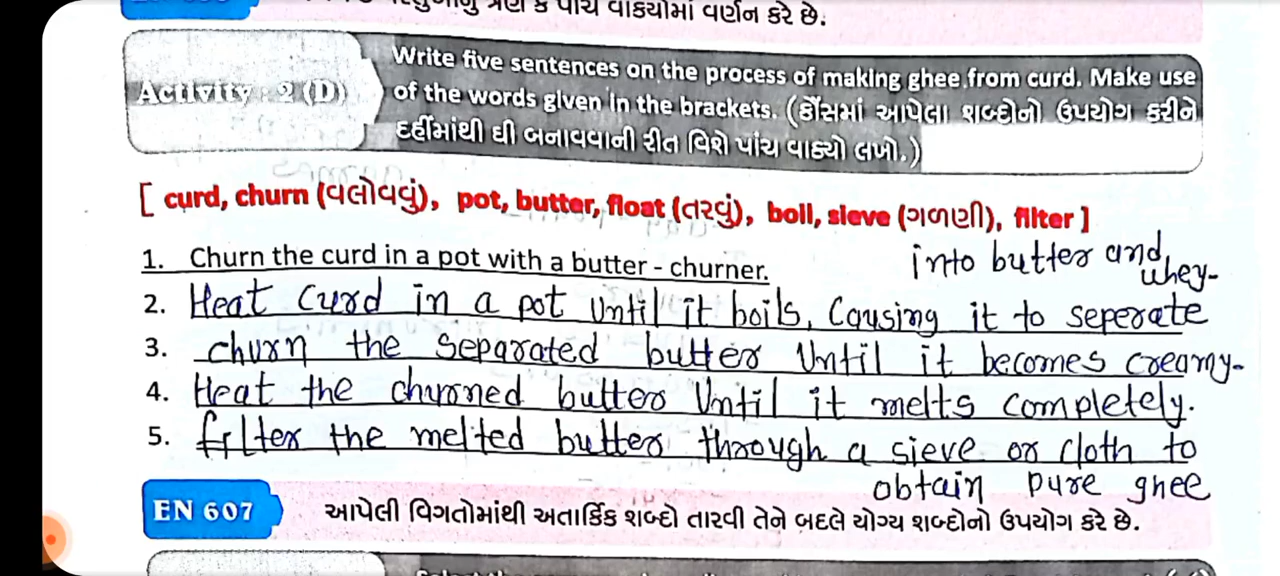 ત્રણ કે પાંચ વાક્યોમાં વર્ણન કરે છે.
Activity : 2 (D)
Write five sentences on the process of making ghee from curd. Make use
of the words given in the brackets. (કૌંસમાં આપેલા શબ્દોનો ઉપયોગ કરીને
દહીંમાંથી ઘી બનાવવાની રીત વિશે પાંચ વાક્યો લખો.)
[ curd, churn (વલોવવું), pot, butter, float (તરવું), boil, sieve (ગળણી), filter ]
1. Churn the curd in a pot with a butter - churner.
into butter and whey-
2. Heat curd in a pot until it boils, Causing it to seperate
3. churn the separated butter until it becomes creamy-
4. Heat the churned butter Until it melts completely.
5. filter the melted butter through a sieve or cloth to
obtain pure ghee
EN 607
આપેલી વિગતોમાંથી અતાર્કિક શબ્દો તારવી તેને બદલે યોગ્ય શબ્દોનો ઉપયોગ કરે છે.